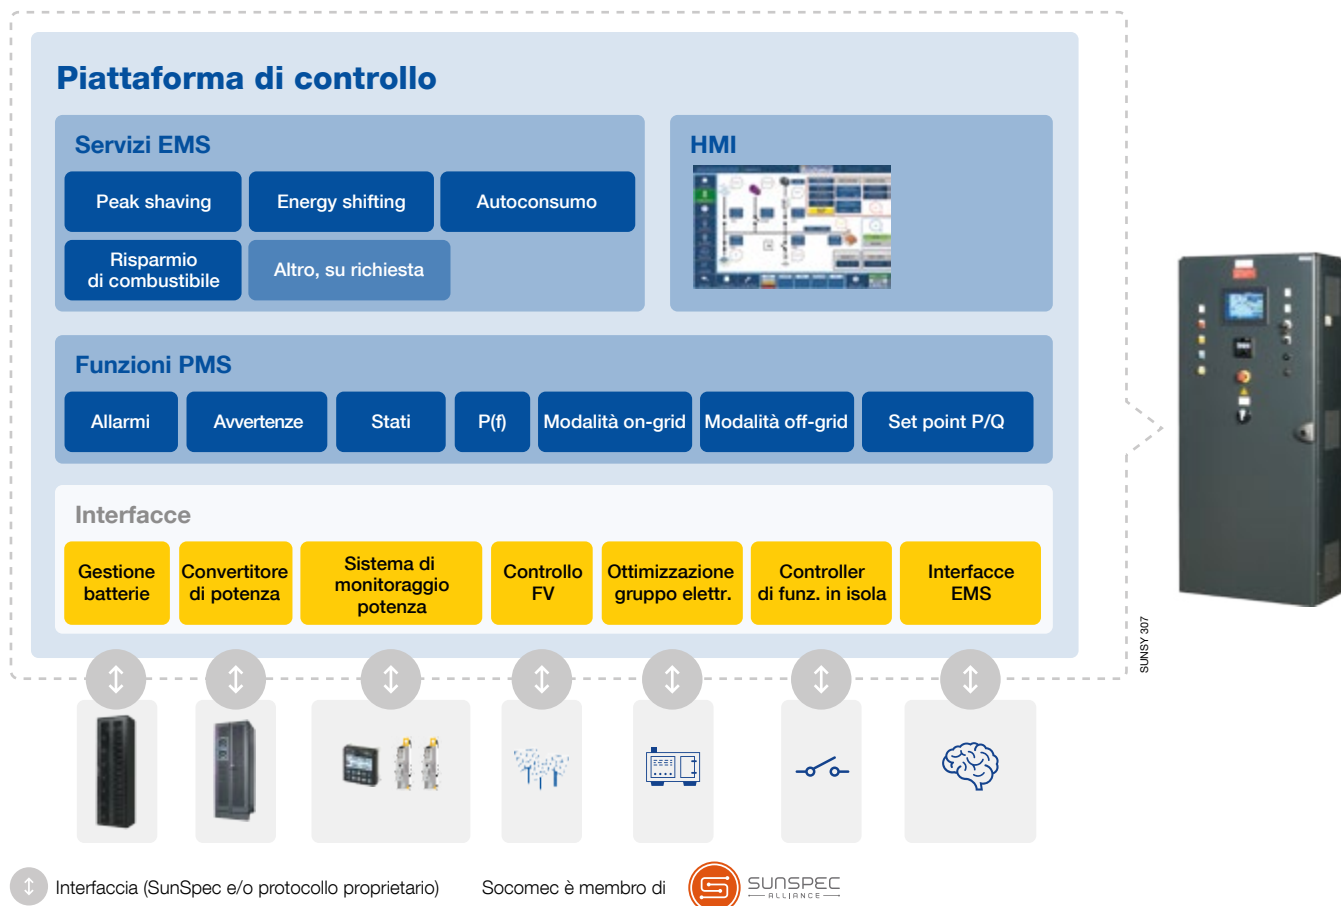 Piattaforma di controllo
Servizi EMS
Peak shaving
Energy shifting
Autoconsumo
Risparmio
di combustibile
Altro, su richiesta
HMI
Funzioni PMS
Allarmi
Avvertenze
Stati
P(f)
Modalità on-grid
Modalità off-grid
Set point P/Q
Interfacce
Gestione
batterie
Convertitore
di potenza
Sistema di
monitoraggio
potenza
Controllo
FV
Ottimizzazione
gruppo elettr.
Controller
di funz. in isola
Interfacce
EMS
SUNSY 307
Interfaccia (SunSpec e/o protocollo proprietario)
Socomec è membro di
SUNSPEC
ALLIANCE